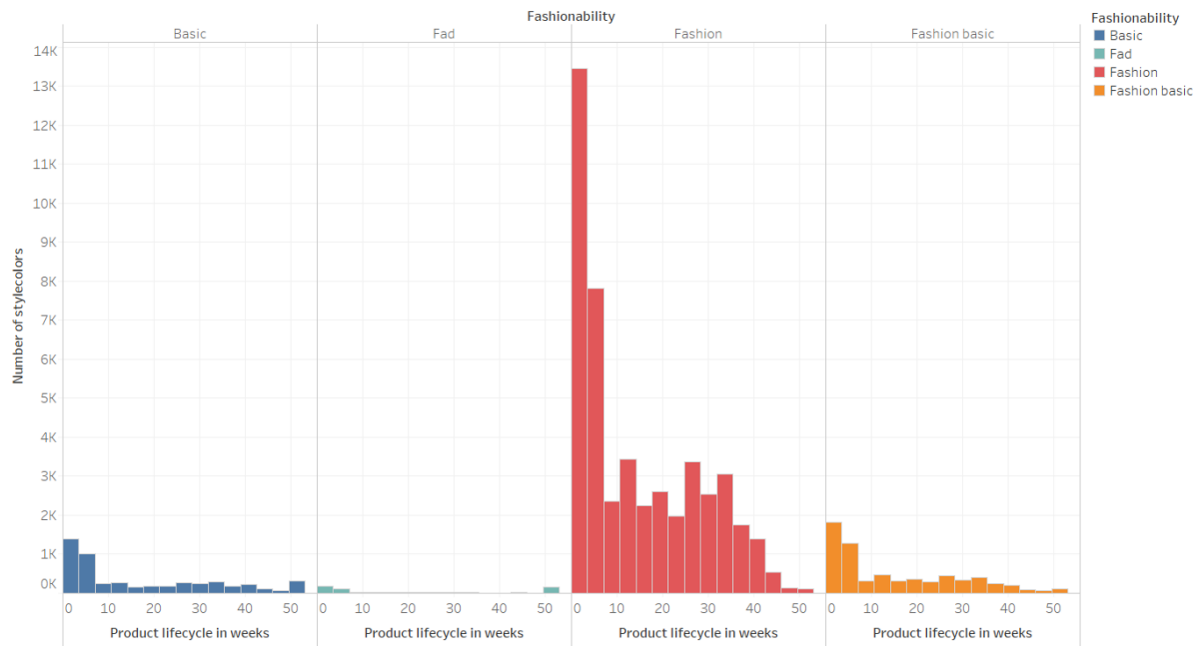 Fashionability
Basic Fad Fashion Fashion basic
Fashionability
Basic
Fad
Fashion
Fashion basic
Number of stylecolors
14K
13K
12K
11K
10K
9K
8K
7K
6K
5K
4K
3K
2K
1K
0K
0 10 20 30 40 50 0 10 20 30 40 50 0 10 20 30 40 50 0 10 20 30 40 50
Product lifecycle in weeks Product lifecycle in weeks Product lifecycle in weeks Product lifecycle in weeks